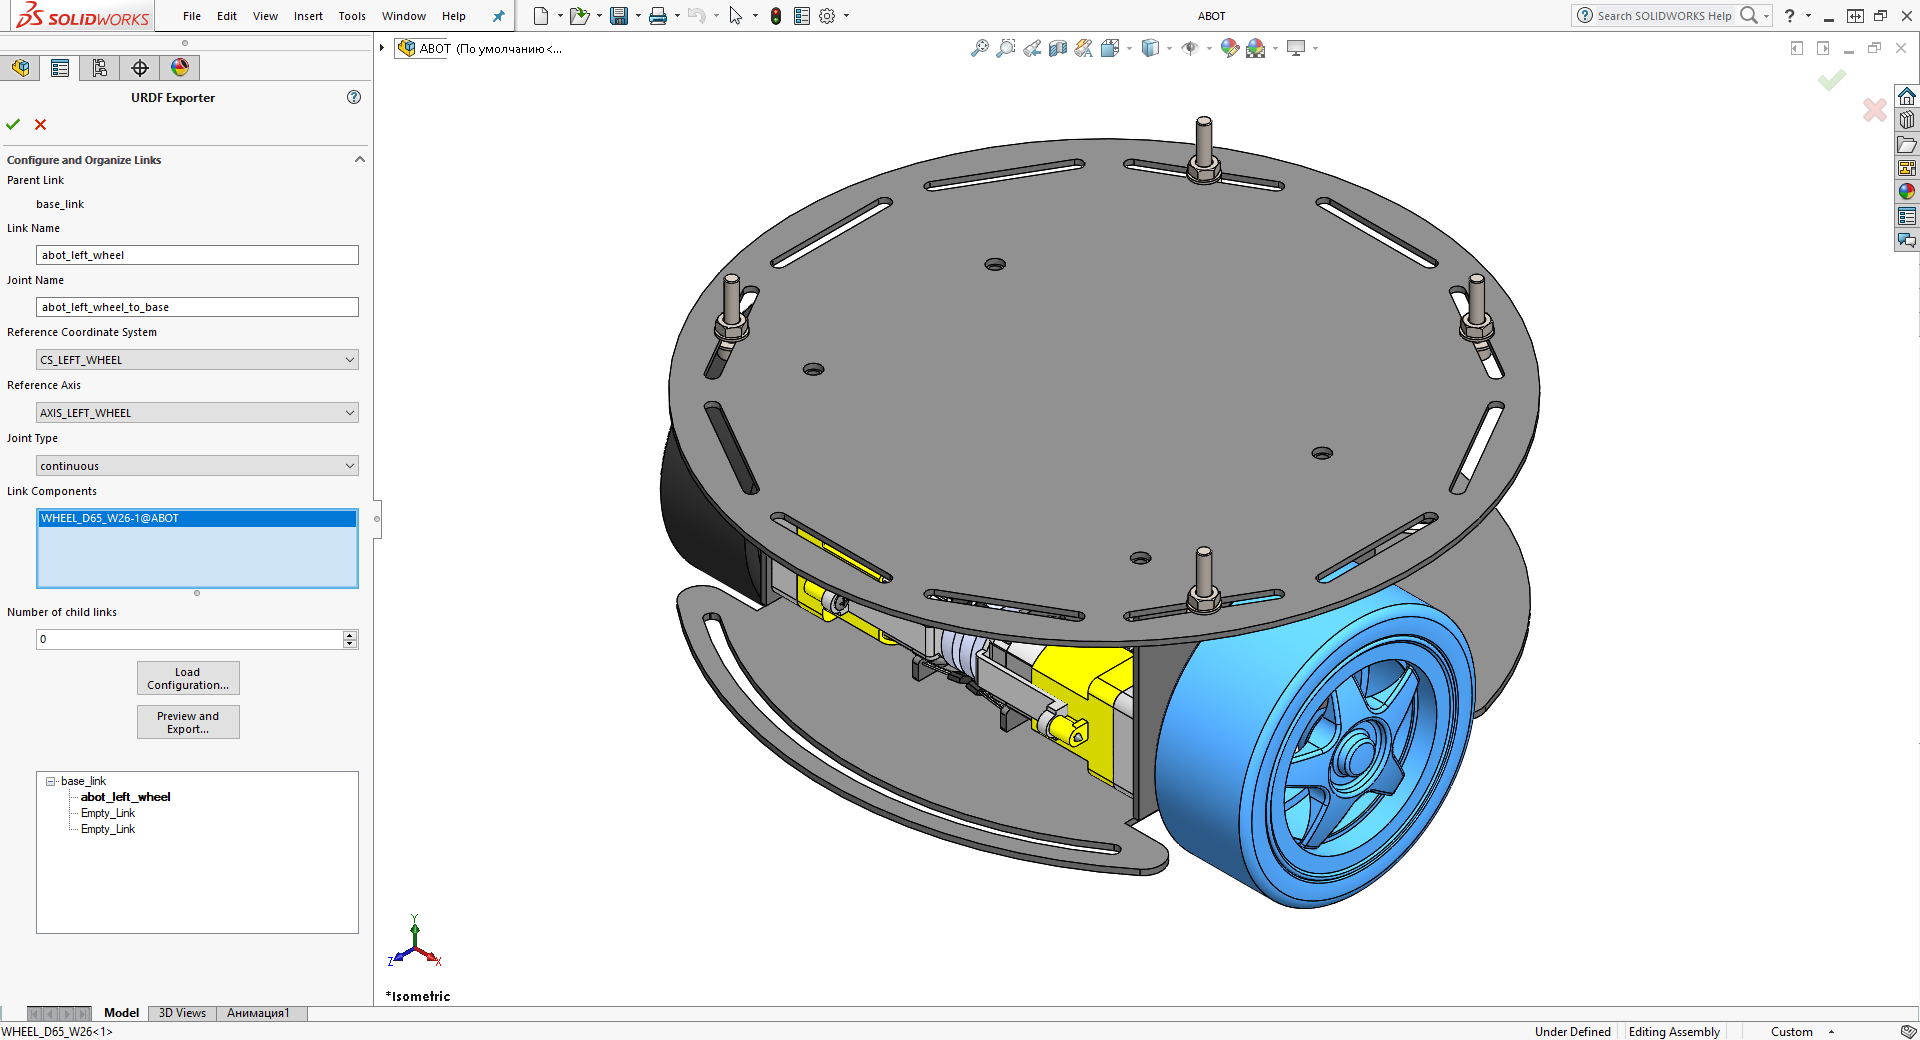 SOLIDWORKS
File Edit View Insert Tools Window Help
ABOT
Search SOLIDWORKS Help
?
ABOT (По умолчанию<...
URDF Exporter
?
Configure and Organize Links
Parent Link
base_link
Link Name
abot_left_wheel
Joint Name
abot_left_wheel_to_base
Reference Coordinate System
CS_LEFT_WHEEL
Reference Axis
AXIS_LEFT_WHEEL
Joint Type
continuous
Link Components
WHEEL_D65_W26-1@ABOT
Number of child links
0
Load
Configuration...
Preview and
Export...
base_link
abot_left_wheel
Empty_Link
Empty_Link
Y
Z
X
*Isometric
Model 3D Views Анимация1
WHEEL_D65_W26<1>
Under Defined Editing Assembly Custom